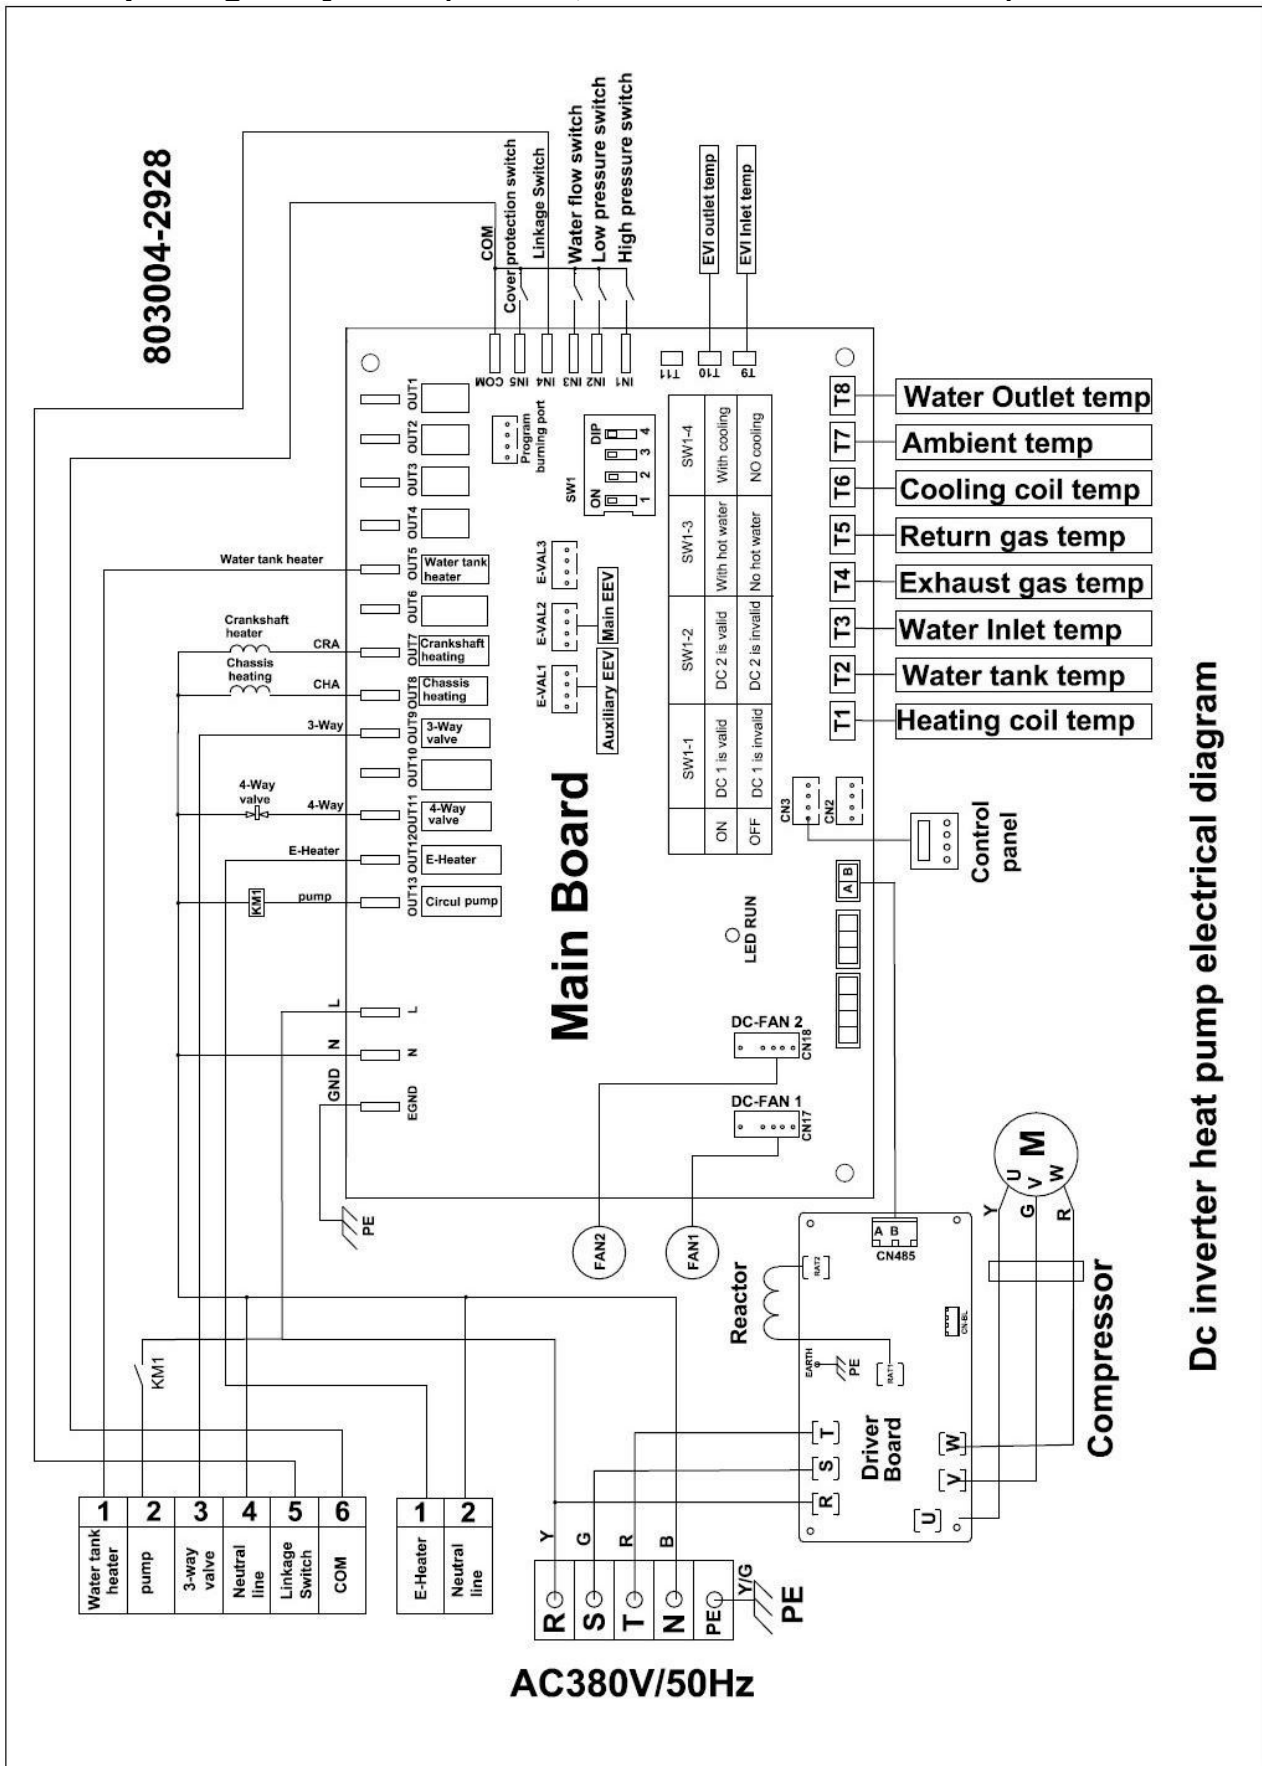 803004-2928
COM
Cover protection switch
Linkage Switch
Water flow switch
Low pressure switch
High pressure switch
EVI outlet temp
EVI Inlet temp
COM
IN5
IN4
IN3
IN2
IN1
T11
T10
T9
OUT1
OUT2
OUT3
OUT4
OUT5
OUT6
OUT7
OUT8
OUT9
OUT10
OUT11
OUT12
OUT13
Water tank
heater
Crankshaft
heating
Chassis
heating
3-Way
valve
4-Way
valve
E-Heater
Circul pump
Water tank heater
Crankshaft
heater
CRA
Chassis
heating
CHA
3-Way
4-Way
valve
4-Way
E-Heater
KM1
pump
L
L
N
N
GND
EGND
PE
Program
burning port
SW1
ON
DIP
1
2
3
4
E-VAL3
E-VAL2
E-VAL1
Main EEV
Auxiliary EEV
SW1-1
SW1-2
SW1-3
SW1-4
ON
DC 1 is valid
DC 2 is valid
With hot water
With cooling
OFF
DC 1 is invalid
DC 2 is invalid
No hot water
NO cooling
T8
Water Outlet temp
T7
Ambient temp
T6
Cooling coil temp
T5
Return gas temp
T4
Exhaust gas temp
T3
Water Inlet temp
T2
Water tank temp
T1
Heating coil temp
Main Board
CN3
CN2
Control
panel
A B
LED RUN
DC-FAN 2
CN18
DC-FAN 1
CN17
FAN2
FAN1
M
U
V
W
Y
G
R
Compressor
A B
CN485
RAT2
Reactor
CN-BL
EARTH
PE
RAT1
Driver
Board
T
S
R
W
V
U
KM1
1
2
3
4
5
6
Water tank
heater
pump
3-way
valve
Neutral
line
Linkage
Switch
COM
1
2
E-Heater
Neutral
line
Y
G
R
B
Y/G
R
S
T
N
PE
PE
AC380V/50Hz
Dc inverter heat pump electrical diagram